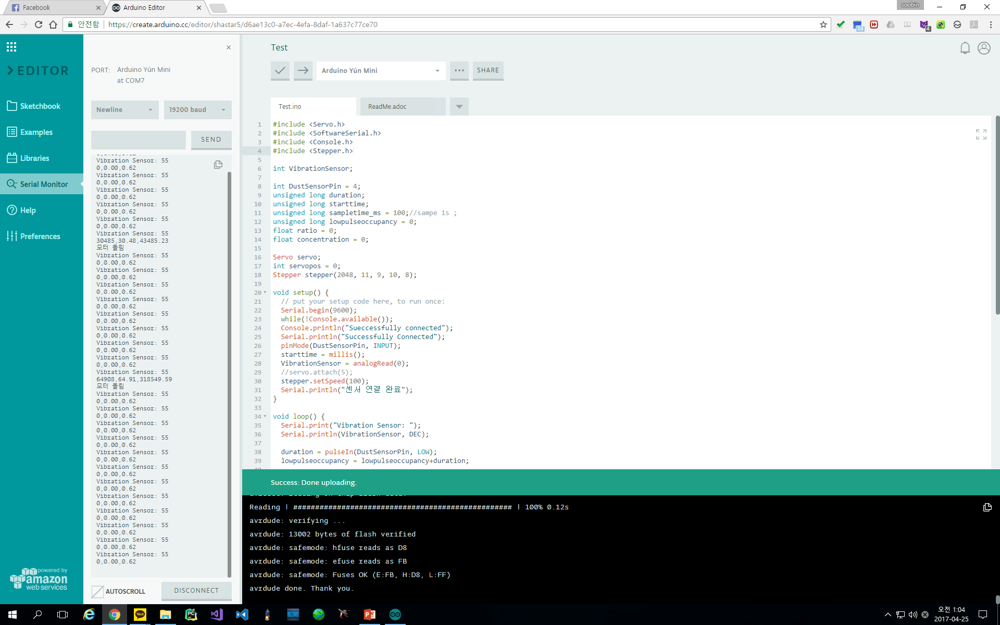 Facebook
Arduino Editor
soobin
안전함
https://create.arduino.cc/editor/shastar5/d6ae13c0-a7ec-4efa-8daf-1a637c77ce70
2d
4
EDITOR
Sketchbook
Examples
Libraries
Serial Monitor
Help
Preferences
powered by
amazon
web services
PORT: Arduino Yún Mini
at COM7
Newline
19200 baud
SEND
Vibration Sensor: 55
0,0.00,0.62
Vibration Sensor: 55
0,0.00,0.62
Vibration Sensor: 55
0,0.00,0.62
Vibration Sensor: 55
0,0.00,0.62
Vibration Sensor: 55
0,0.00,0.62
Vibration Sensor: 55
30485,30.48,43485.23
모터 돌림
Vibration Sensor: 55
0,0.00,0.62
Vibration Sensor: 55
0,0.00,0.62
Vibration Sensor: 55
0,0.00,0.62
Vibration Sensor: 55
0,0.00,0.62
Vibration Sensor: 55
0,0.00,0.62
Vibration Sensor: 55
0,0.00,0.62
Vibration Sensor: 55
0,0.00,0.62
Vibration Sensor: 55
0,0.00,0.62
Vibration Sensor: 55
64908,64.91,318549.59
모터 돌림
Vibration Sensor: 55
0,0.00,0.62
Vibration Sensor: 55
0,0.00,0.62
Vibration Sensor: 55
0,0.00,0.62
Vibration Sensor: 55
0,0.00,0.62
Vibration Sensor: 55
0,0.00,0.62
Vibration Sensor: 55
0,0.00,0.62
Vibration Sensor: 55
0,0.00,0.62
Vibration Sensor: 55
0,0.00,0.62
Vibration Sensor: 55
0,0.00,0.62
Vibration Sensor: 55
0,0.00,0.62
Vibration Sensor: 55
0,0.00,0.62
Vibration Sensor: 55
0,0.00,0.62
AUTOSCROLL
DISCONNECT
Test
Arduino Yún Mini
SHARE
Test.ino
ReadMe.adoc
1 #include <Servo.h>
2 #include <SoftwareSerial.h>
3 #include <Console.h>
4 #include <Stepper.h>
5
6 int VibrationSensor;
7
8 int DustSensorPin = 4;
9 unsigned long duration;
10 unsigned long starttime;
11 unsigned long sampletime_ms = 100;//sampe 1s ;
12 unsigned long lowpulseoccupancy = 0;
13 float ratio = 0;
14 float concentration = 0;
15
16 Servo servo;
17 int servopos = 0;
18 Stepper stepper(2048, 11, 9, 10, 8);
19
20 void setup() {
21 // put your setup code here, to run once:
22 Serial.begin(9600);
23 while(!Console.available());
24 Console.println("Sueccessfully connected");
25 Serial.println("Successfully Connected");
26 pinMode(DustSensorPin, INPUT);
27 starttime = millis();
28 VibrationSensor = analogRead(0);
29 //servo.attach(5);
30 stepper.setSpeed(100);
31 Serial.println("센서 연결 완료");
32 }
33
34 void loop() {
35 Serial.print("Vibration Sensor: ");
36 Serial.println(VibrationSensor, DEC);
37
38 duration = pulseIn(DustSensorPin, LOW);
39 lowpulseoccupancy = lowpulseoccupancy+duration;
Success: Done uploading.
Reading | ################################################## | 100% 0.12s
avrdude: verifying ...
avrdude: 13002 bytes of flash verified
avrdude: safemode: hfuse reads as D8
avrdude: safemode: efuse reads as FB
avrdude: safemode: Fuses OK (E:FB, H:D8, L:FF)
avrdude done. Thank you.
TALK
PC
오전 1:04
2017-04-25